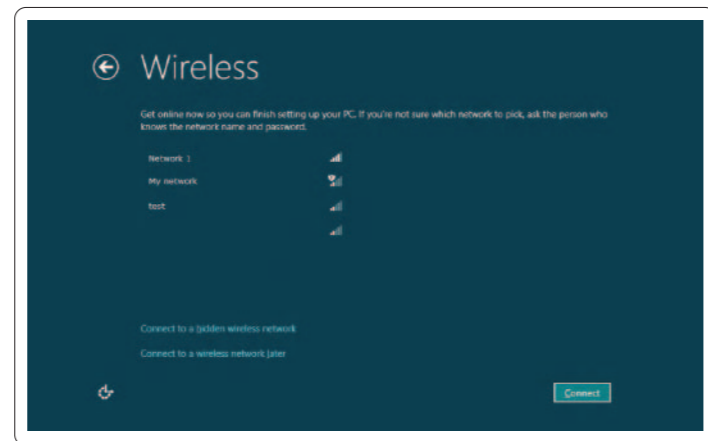 Wireless
Get online now so you can finish setting up your PC. If you're not sure which network to pick, ask the person who
knows the network name and password.
Network 1
My network
test
Connect to a hidden wireless network
Connect to a wireless network later
Connect